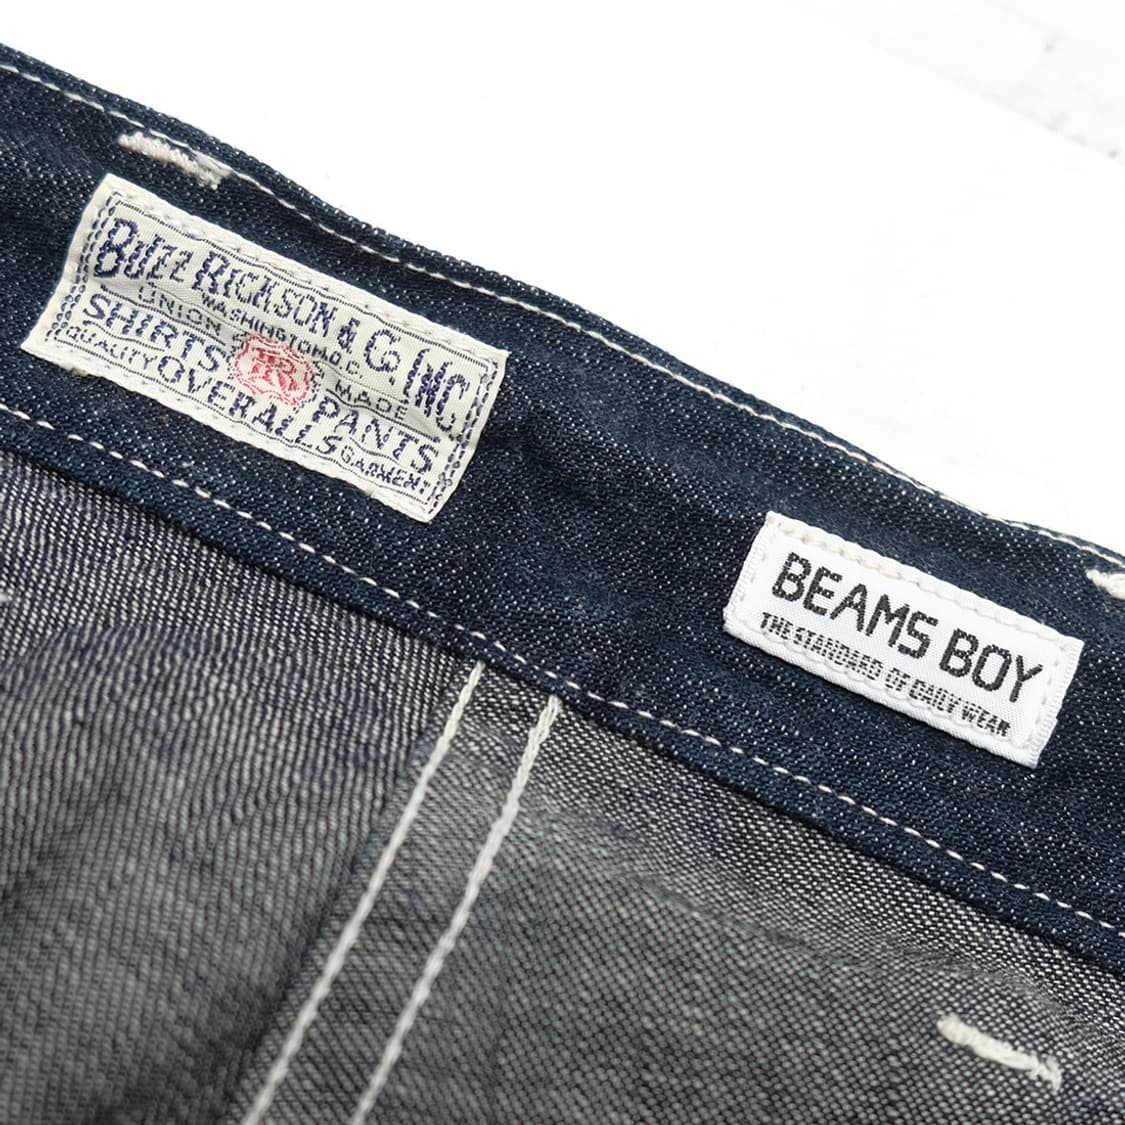 BUZZ RICKSON & Co. INC.
WASHINGTON D.C.
UNION MADE
SHIRTS PANTS
QUALITY OVERALLS GARMENT
BEAMS BOY
THE STANDARD OF DAILY WEAR